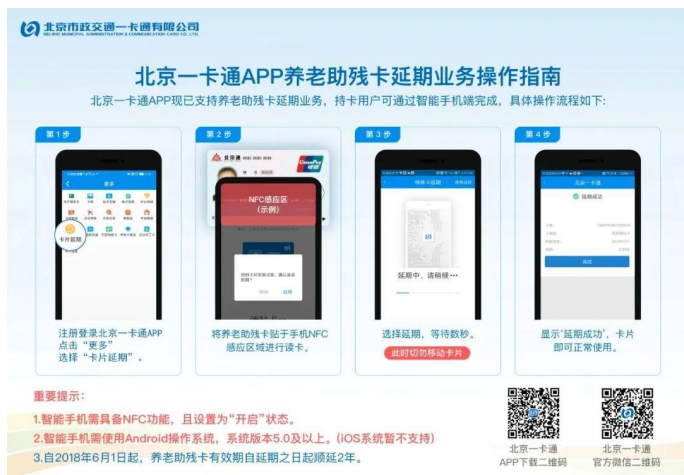 北京市政交通一卡通有限公司
BEIJING MUNICIPAL ADMINISTRATION & COMMUNICATION CARD CO., LTD
北京一卡通APP养老助残卡延期业务操作指南
北京一卡通APP现已支持养老助残卡延期业务，持卡用户可通过智能手机端完成，具体操作流程如下：
第1步
更多
卡片延期
注册登录北京一卡通APP
点击“更多”
选择“卡片延期”。
第2步
北京通
UnionPay
银联
NFC感应区
（示例）
将养老助残卡贴于手机NFC
感应区域进行读卡。
第3步
特殊卡延期
延期中，请稍候•••
选择延期，等待数秒。
此时切勿移动卡片
第4步
北京一卡通
延期成功
完成
显示‘延期成功’，卡片
即可正常使用。
重要提示：
1.智能手机需具备NFC功能，且设置为“开启”状态。
2.智能手机需使用Android操作系统，系统版本5.0及以上。（iOS系统暂不支持）
3.自2018年6月1日起，养老助残卡有效期自延期之日起顺延2年。
北京一卡通
APP下载二维码
北京一卡通
官方微信二维码